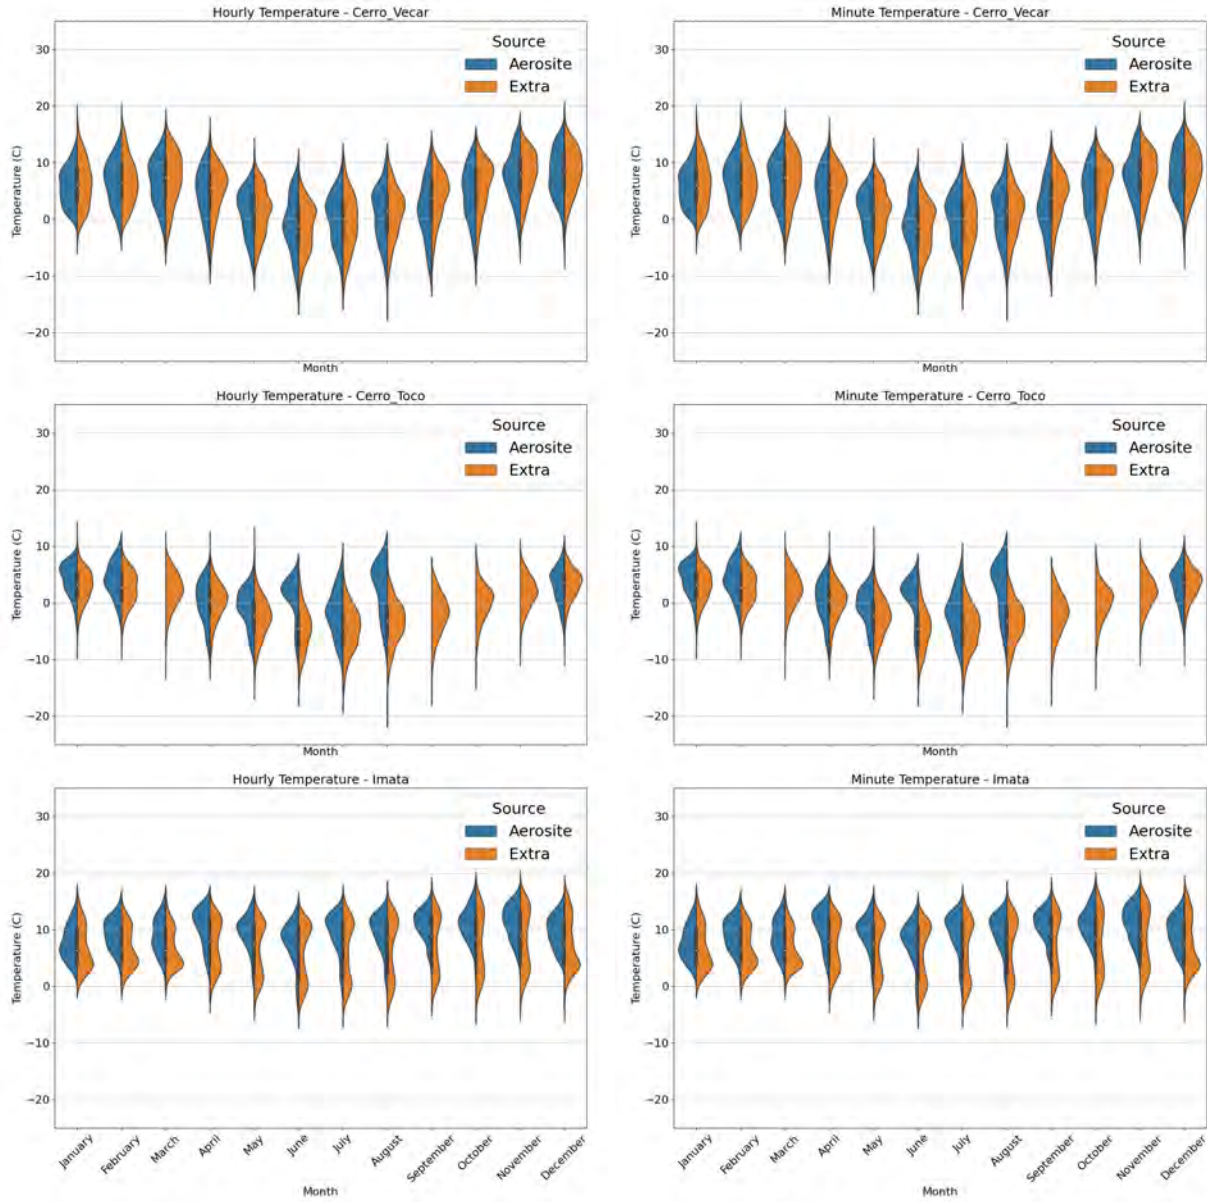 Hourly Temperature - Cerro_Vecar
Source
Aerosite
Extra
30
20
10
0
−10
−20
Temperature (C)
Month
Minute Temperature - Cerro_Vecar
Source
Aerosite
Extra
30
20
10
0
−10
−20
Temperature (C)
Month
Hourly Temperature - Cerro_Toco
Source
Aerosite
Extra
30
20
10
0
−10
−20
Temperature (C)
Month
Minute Temperature - Cerro_Toco
Source
Aerosite
Extra
30
20
10
0
−10
−20
Temperature (C)
Month
Hourly Temperature - Imata
Source
Aerosite
Extra
30
20
10
0
−10
−20
Temperature (C)
January February March April May June July August September October November December
Month
Minute Temperature - Imata
Source
Aerosite
Extra
30
20
10
0
−10
−20
Temperature (C)
January February March April May June July August September October November December
Month